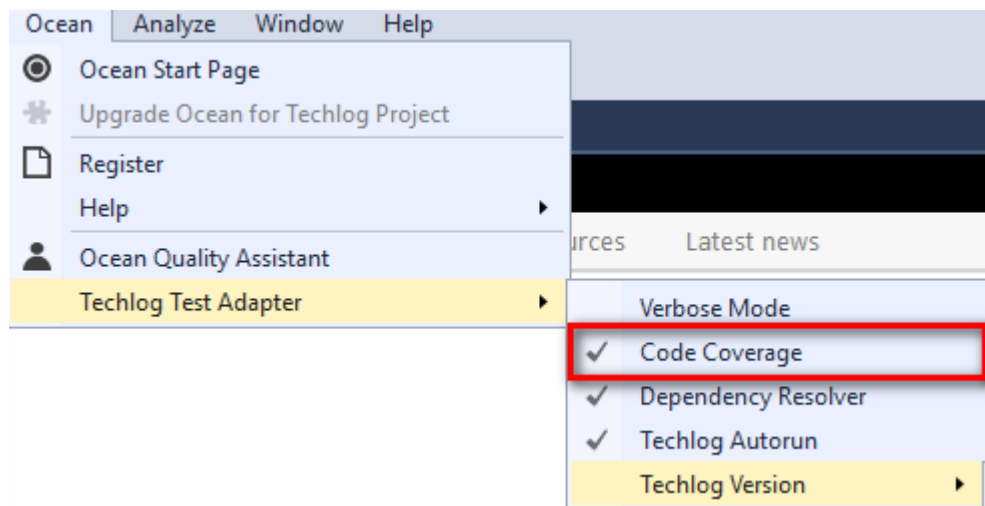 Ocean Analyze Window Help
Ocean Start Page
Upgrade Ocean for Techlog Project
Register
Help
Latest news
Ocean Quality Assistant
Techlog Test Adapter
Verbose Mode
Code Coverage
Dependency Resolver
Techlog Autorun
Techlog Version